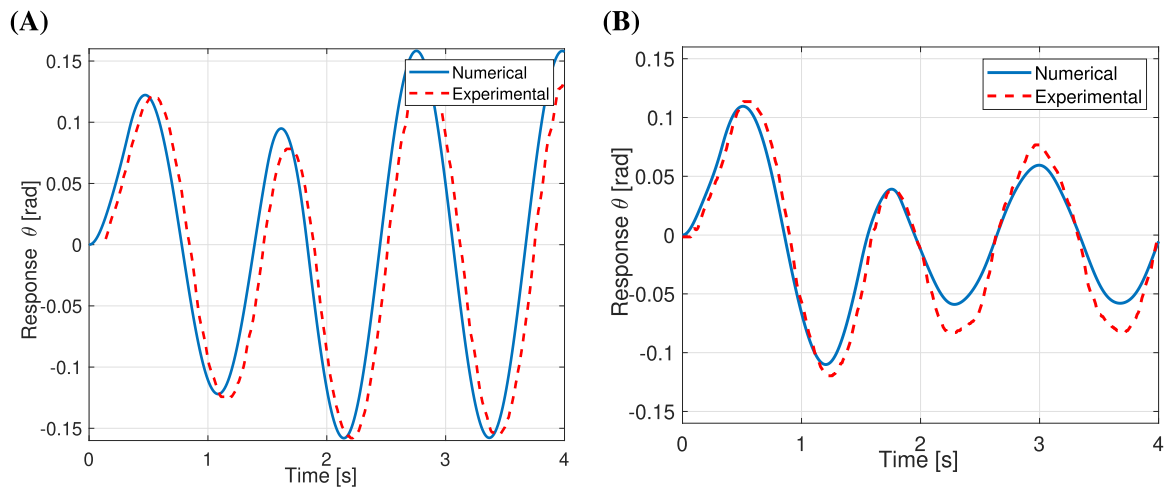 (A)
0.15
0.1
0.05
0
-0.05
-0.1
-0.15
Response θ [rad]
0 1 2 3 4
Time [s]
Numerical
Experimental
(B)
0.15
0.1
0.05
0
-0.05
-0.1
-0.15
Response θ [rad]
0 1 2 3 4
Time [s]
Numerical
Experimental